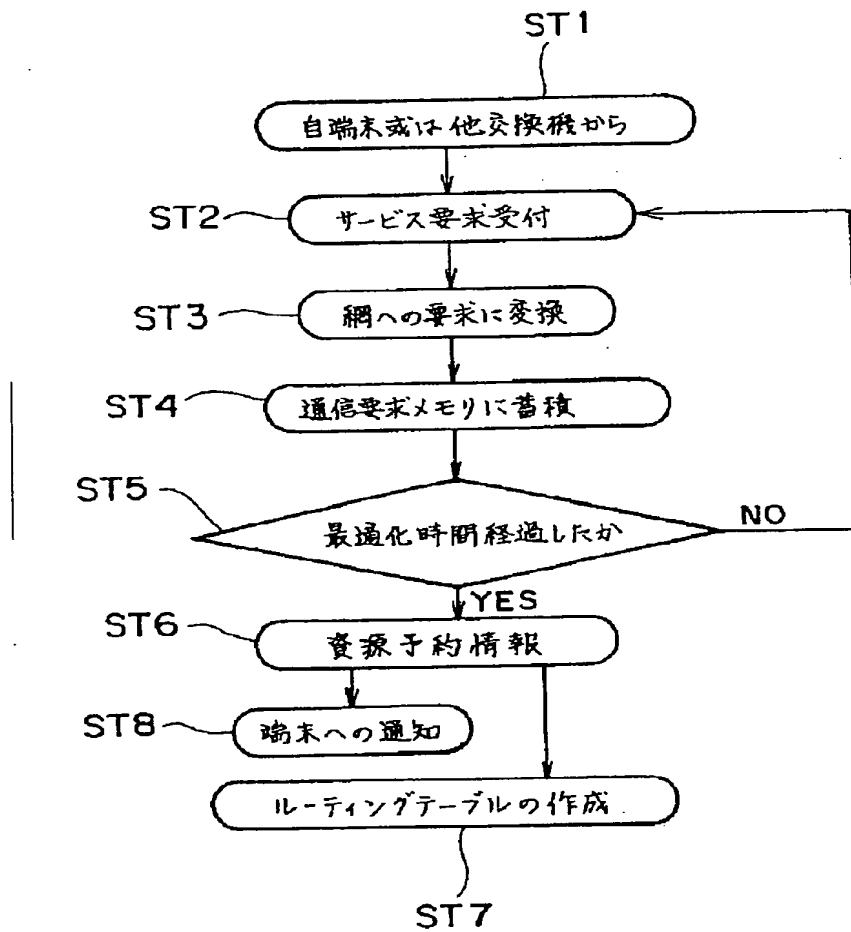 ST1
自端末或は他交換機から
ST2
サービス要求受付
ST3
網への要求に変換
ST4
通信要求メモリに蓄積
ST5
最適化時間経過したか
NO
YES
ST6
資源予約情報
ST8
端末への通知
ルーティングテーブルの作成
ST7